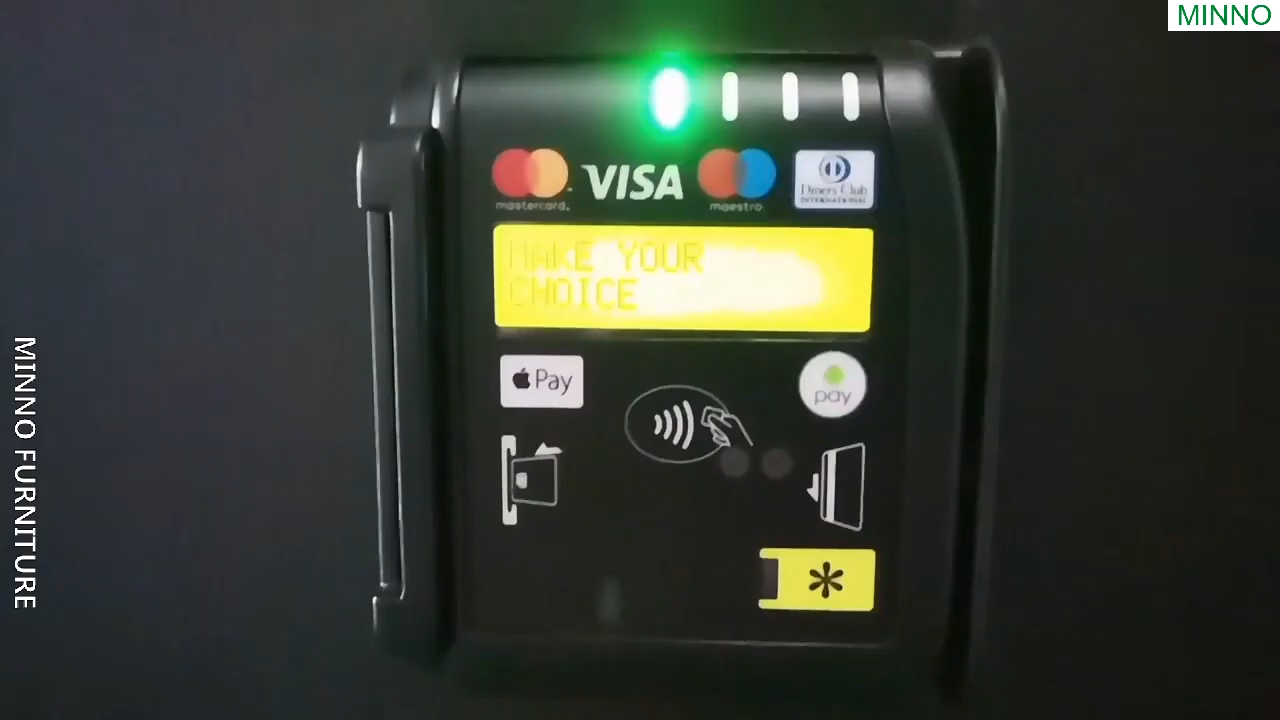 MINNO
mastercard.
VISA
maestro.
Diners Club
INTERNATIONAL
MAKE YOUR
CHOICE
Pay
pay
*
MINNO FURNITURE